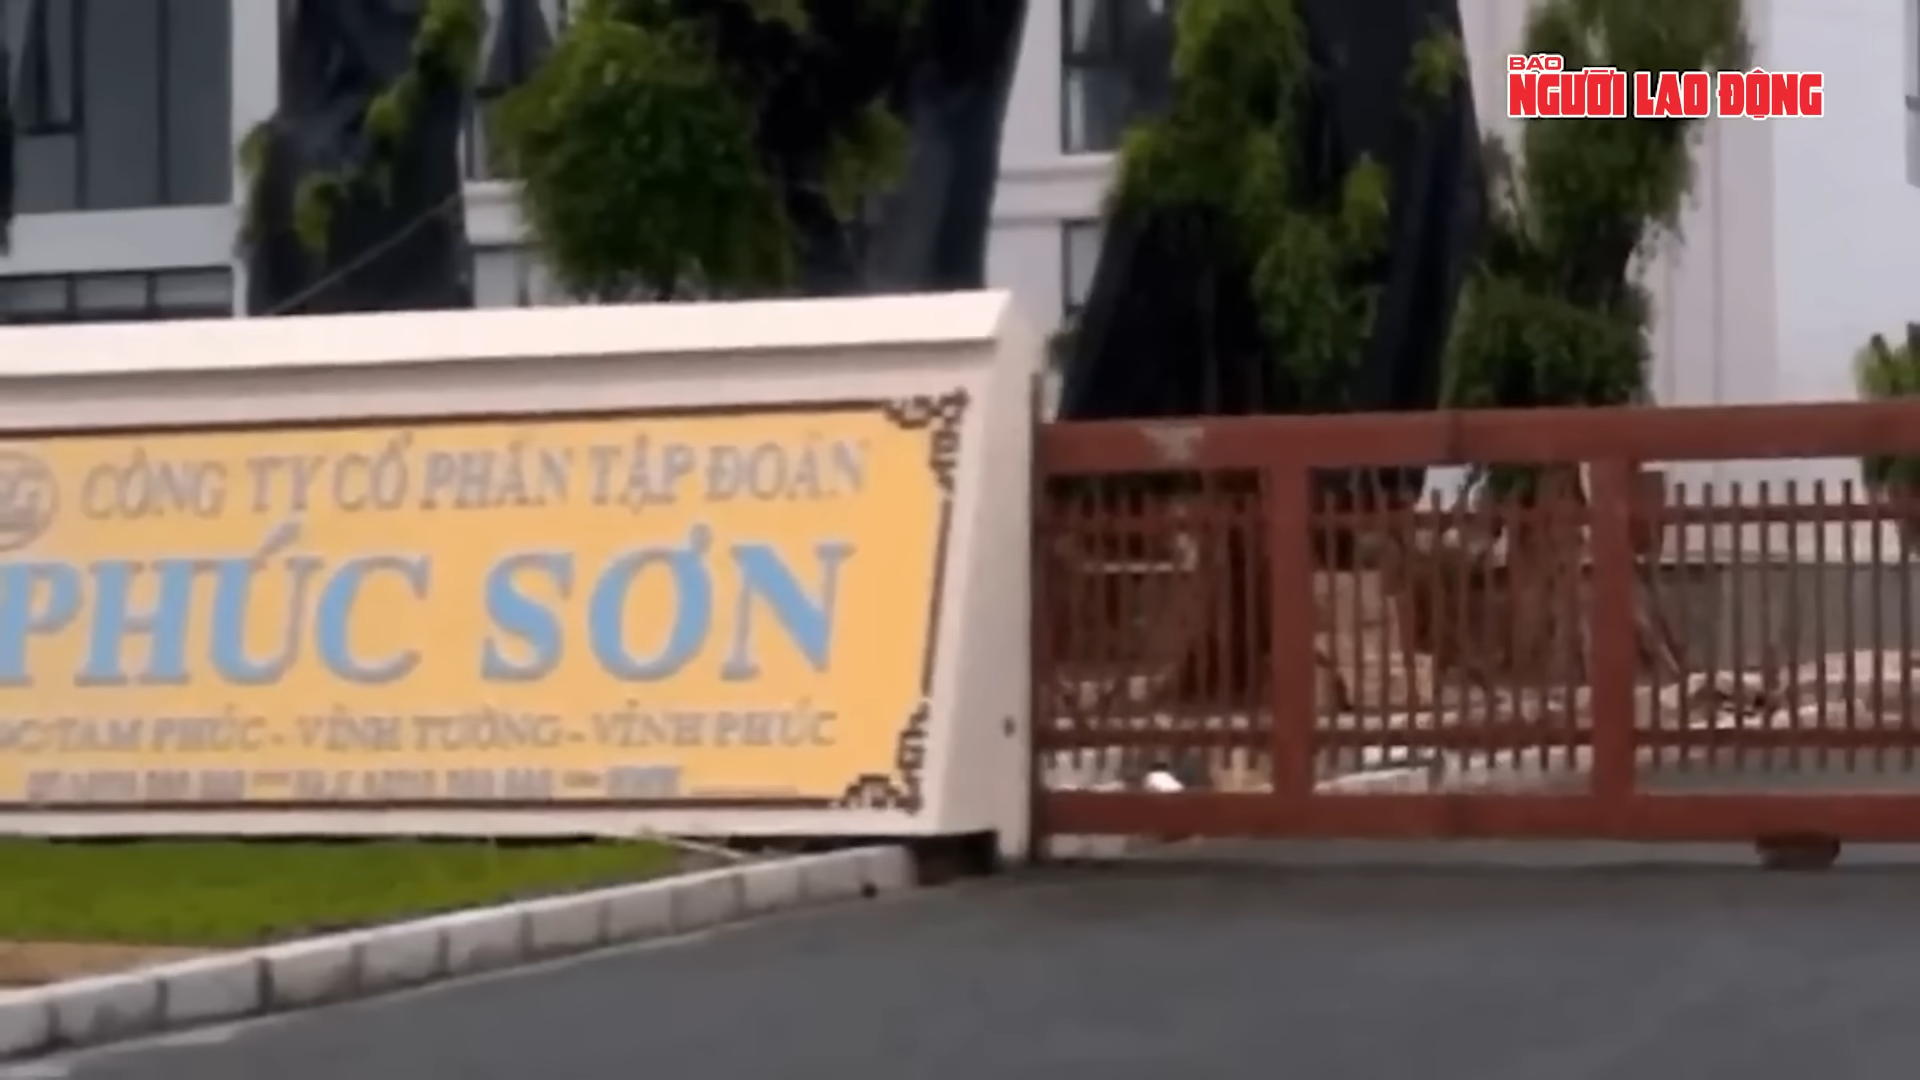 BÁO
NGƯỜI LAO ĐỘNG
CÔNG TY CỔ PHẦN TẬP ĐOÀN
PHÚC SƠN
TAM PHÚC - VĨNH TƯỜNG - VĨNH PHÚC